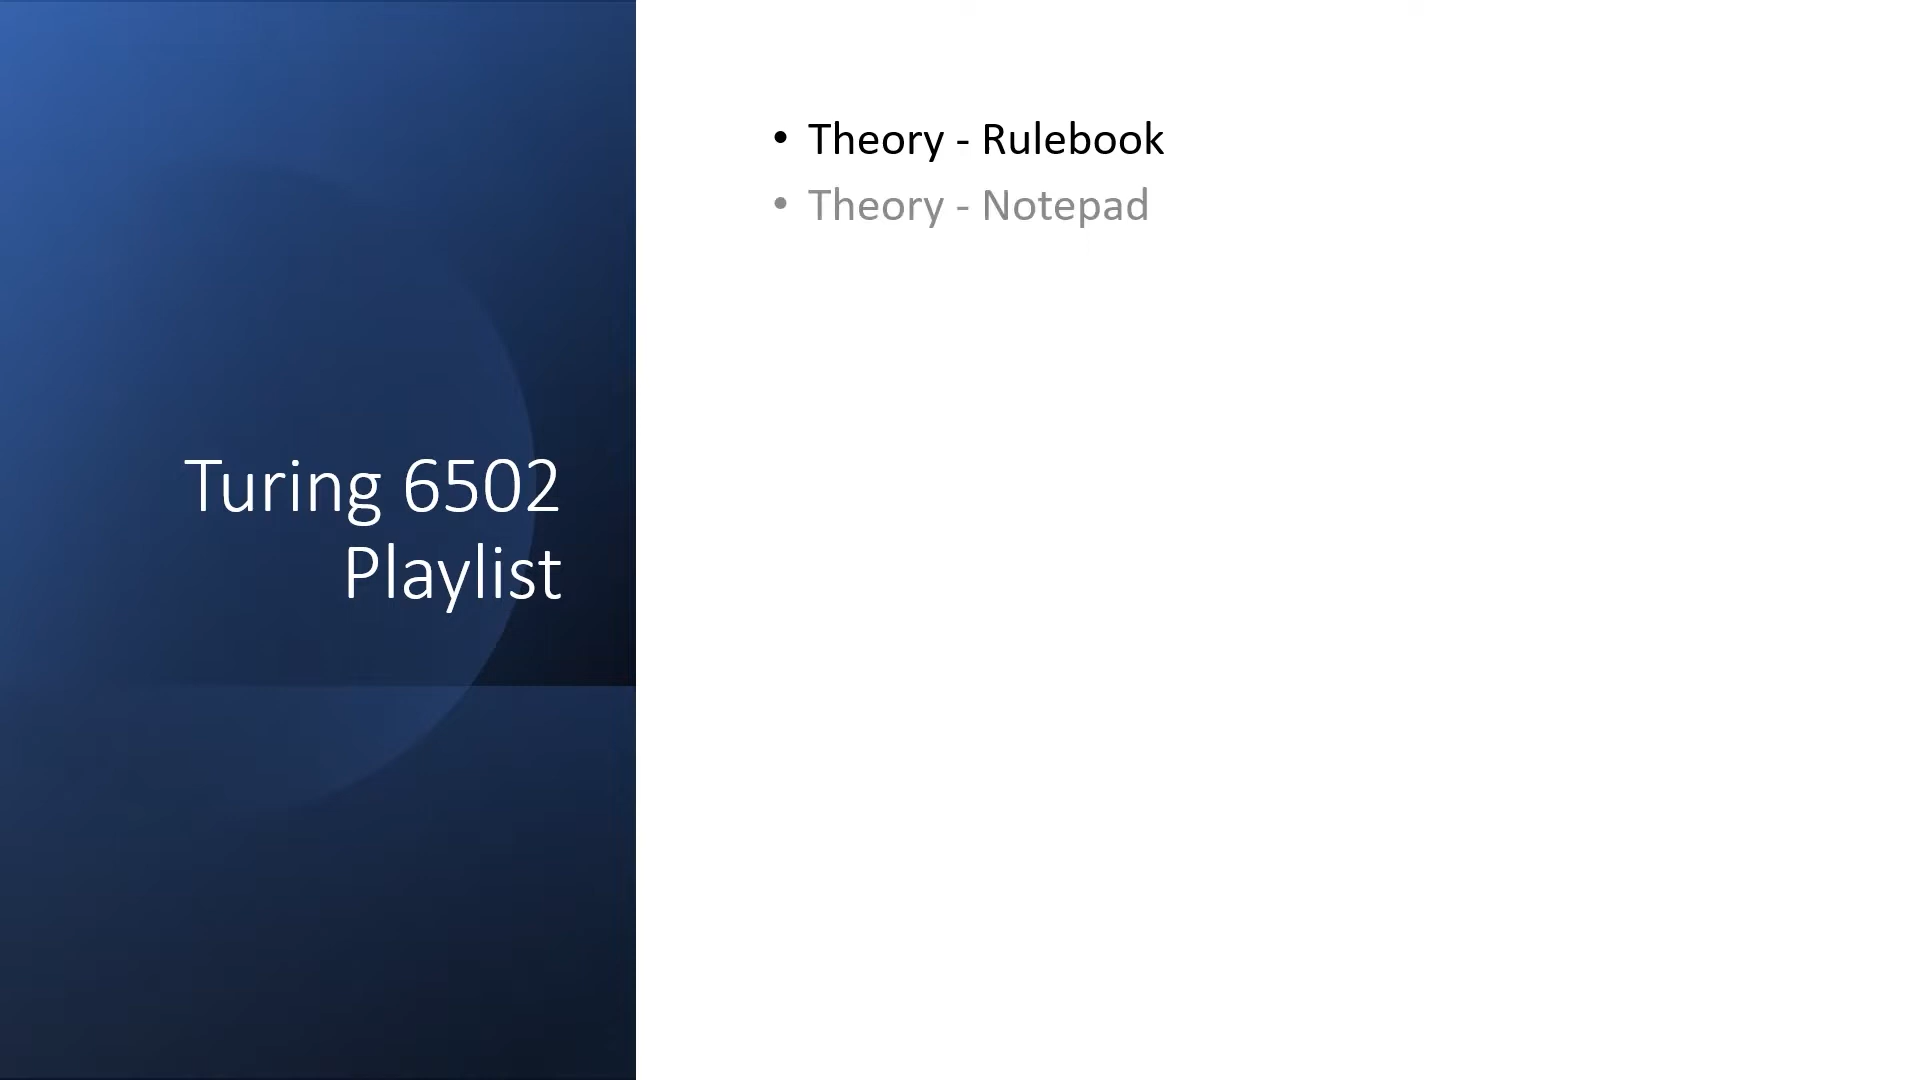 Turing 6502
Playlist
• Theory - Rulebook
• Theory - Notepad